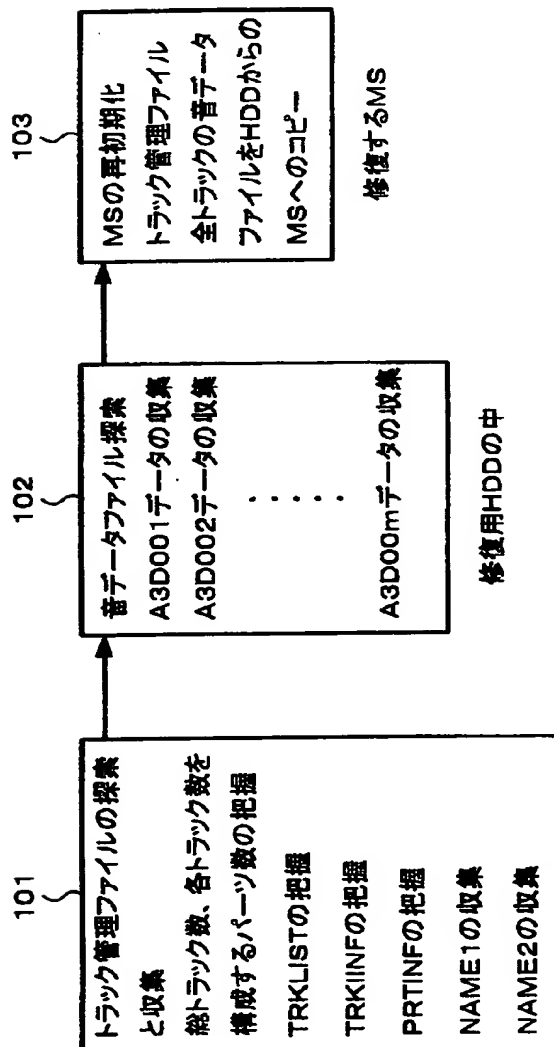 101
トラック管理ファイルの探索
と収集
総トラック数、各トラック数を
構成するパーツ数の把握
TRKLISTの把握
TRKIINFの把握
PRTINFの把握
NAME1の収集
NAME2の収集
102
音データファイル探索
A3D001データの収集
A3D002データの収集
・・・・・
A3D00mデータの収集
修復用HDDの中
103
MSの再初期化
トラック管理ファイル
全トラックの音データ
ファイルをHDDからの
MSへのコピー
修復するMS